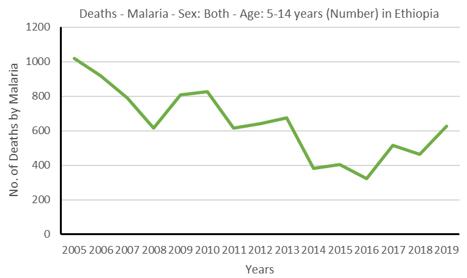 Deaths - Malaria - Sex: Both - Age: 5-14 years (Number) in Ethiopia
1200
1000
800
600
400
200
0
No. of Deaths by Malaria
2005 2006 2007 2008 2009 2010 2011 2012 2013 2014 2015 2016 2017 2018 2019
Years